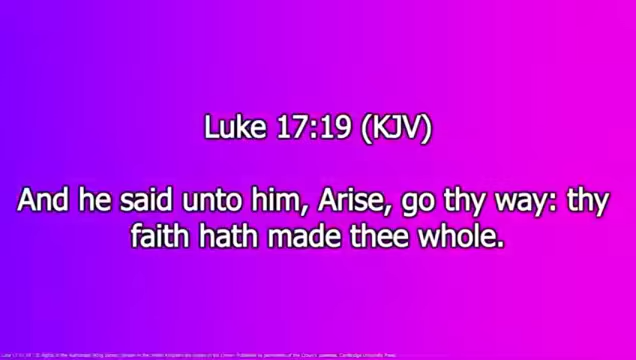 Luke 17:19 (KJV)
And he said unto him, Arise, go thy way: thy
faith hath made thee whole.